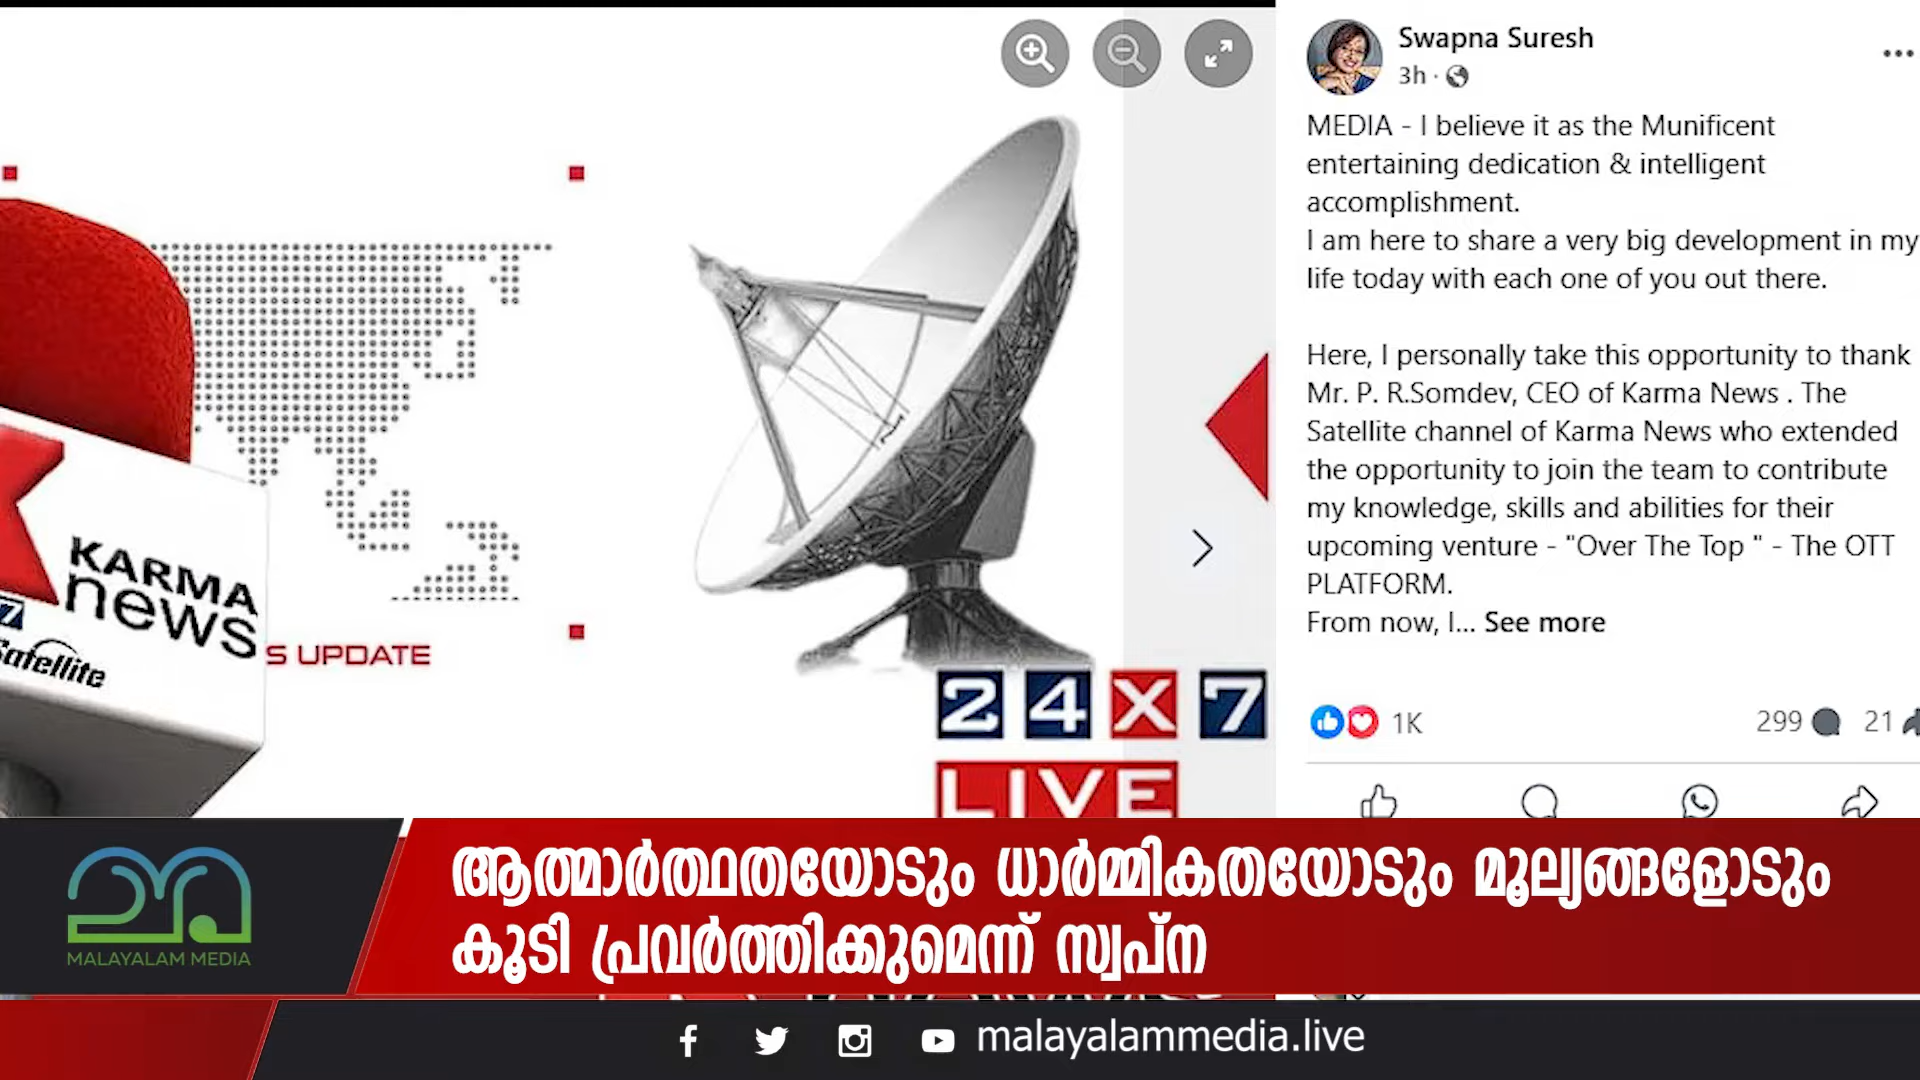 Swapna Suresh
3h ·
MEDIA - I believe it as the Munificent
entertaining dedication & intelligent
accomplishment.
I am here to share a very big development in my
life today with each one of you out there.
Here, I personally take this opportunity to thank
Mr. P. R.Somdev, CEO of Karma News . The
Satellite channel of Karma News who extended
the opportunity to join the team to contribute
my knowledge, skills and abilities for their
upcoming venture - "Over The Top " - The OTT
PLATFORM.
From now, I... See more
1K
299
21
KARMA
news
7
Satellite
S UPDATE
24X7
LIVE
ആത്മാർത്ഥതയോടും ധാർമ്മികതയോടും മൂല്യങ്ങളോടും
കൂടി പ്രവർത്തിക്കുമെന്ന് സ്വപ്ന
MALAYALAM MEDIA
malayalammedia.live